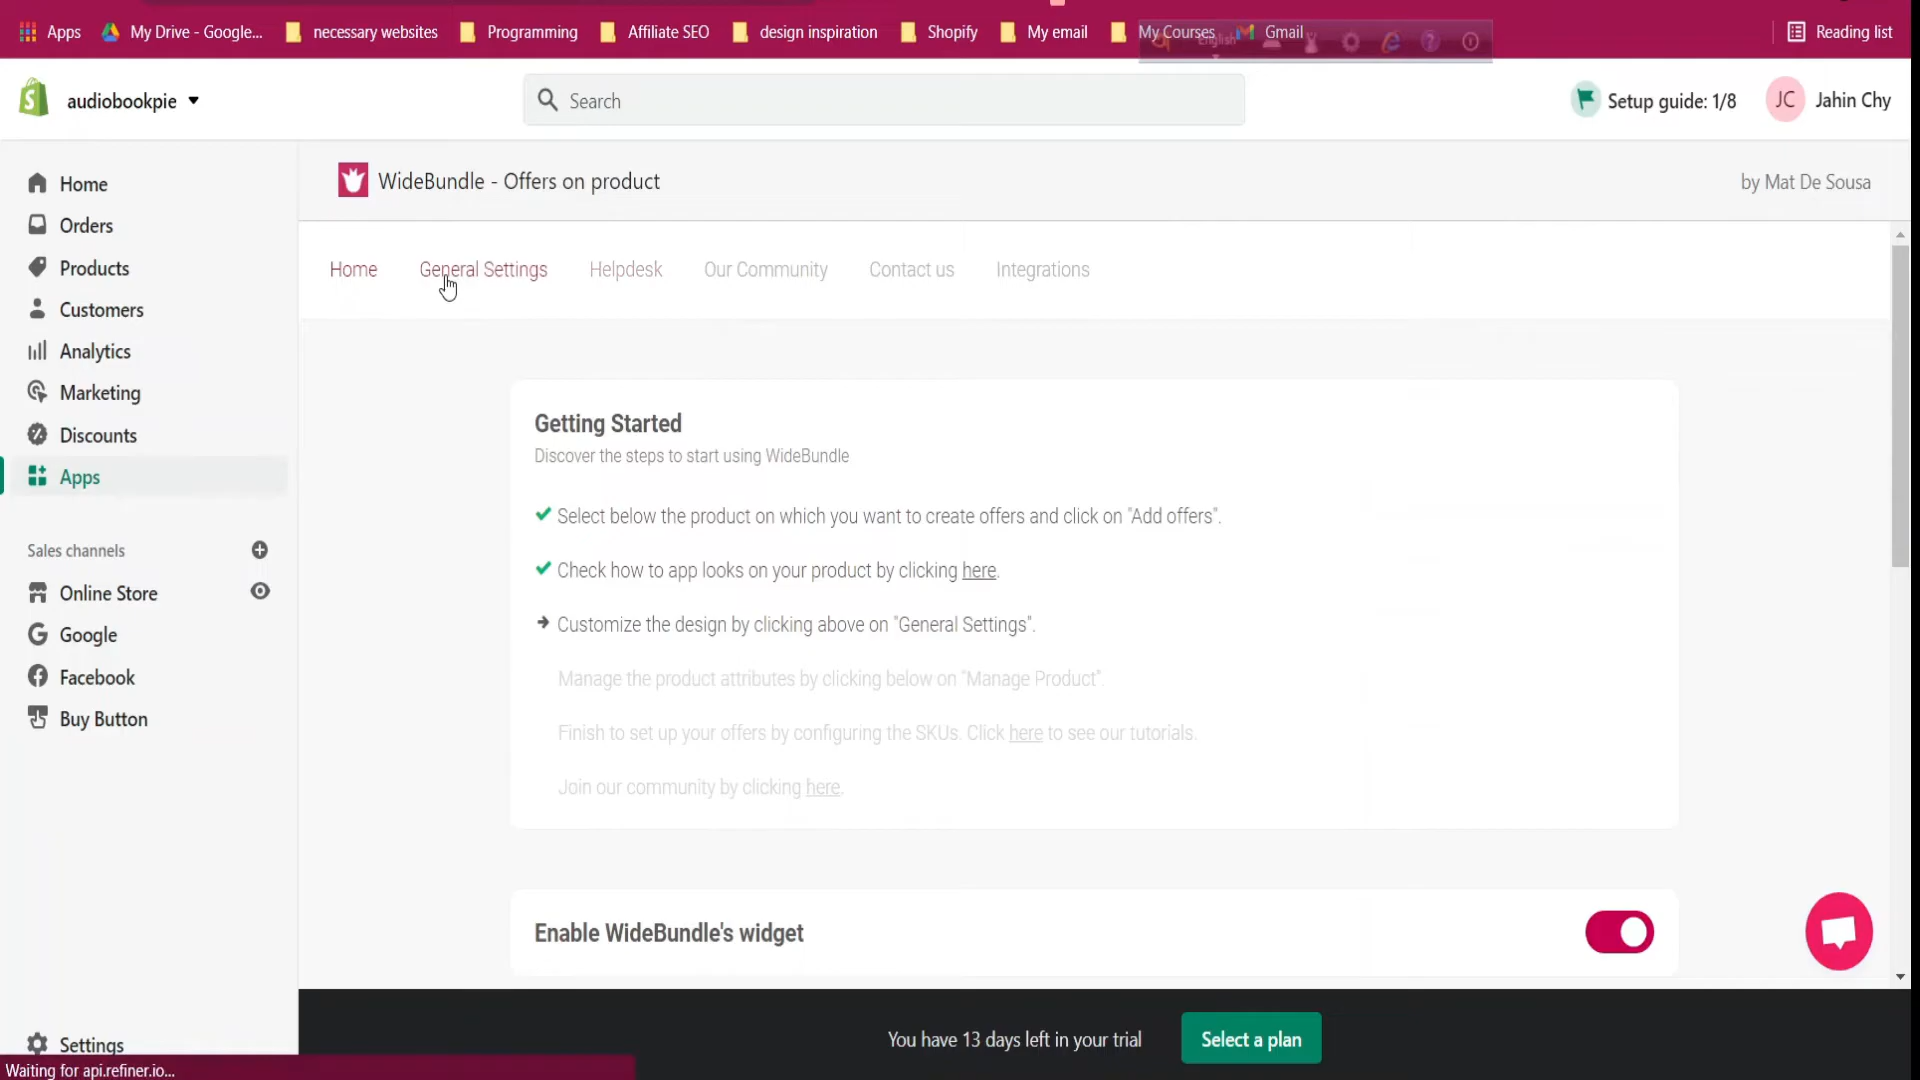 Apps My Drive - Google... necessary websites Programming Affiliate SEO design inspiration Shopify My email My Courses Gmail Reading list
English
audiobookpie Search Setup guide: 1/8 JC Jahin Chy
Home
Orders
Products
Customers
Analytics
Marketing
Discounts
Apps
Sales channels
Online Store
Google
Facebook
Buy Button
Settings
WideBundle - Offers on product by Mat De Sousa
Home General Settings Helpdesk Our Community Contact us Integrations
Getting Started
Discover the steps to start using WideBundle
Select below the product on which you want to create offers and click on "Add offers".
Check how to app looks on your product by clicking here.
Customize the design by clicking above on "General Settings".
Manage the product attributes by clicking below on "Manage Product".
Finish to set up your offers by configuring the SKUs. Click here to see our tutorials.
Join our community by clicking here.
Enable WideBundle's widget
You have 13 days left in your trial Select a plan
Waiting for api.refiner.io...